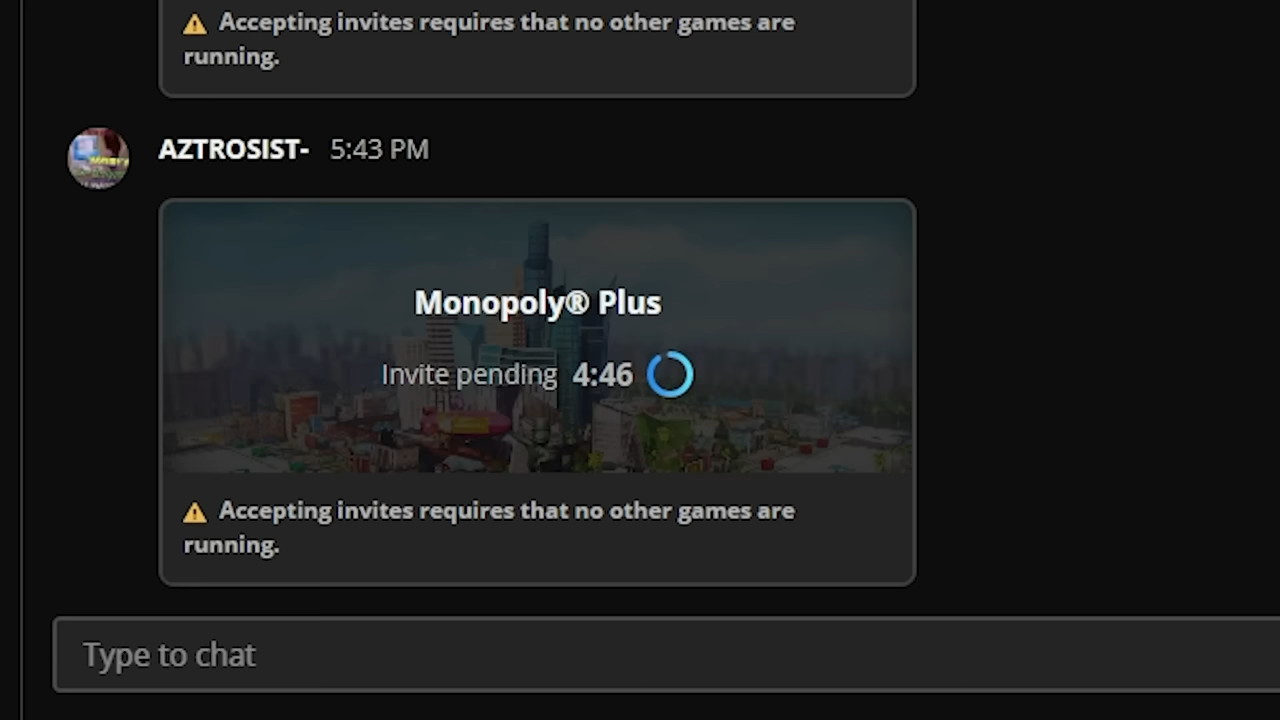 Accepting invites requires that no other games are
running.
AZTROSIST- 5:43 PM
Monopoly® Plus
Invite pending 4:46
Accepting invites requires that no other games are
running.
Type to chat